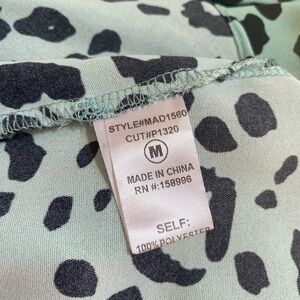 STYLE#MAD1560
CUT#P1320
M
MADE IN CHINA
RN #:158996
SELF:
100% POLYESTER